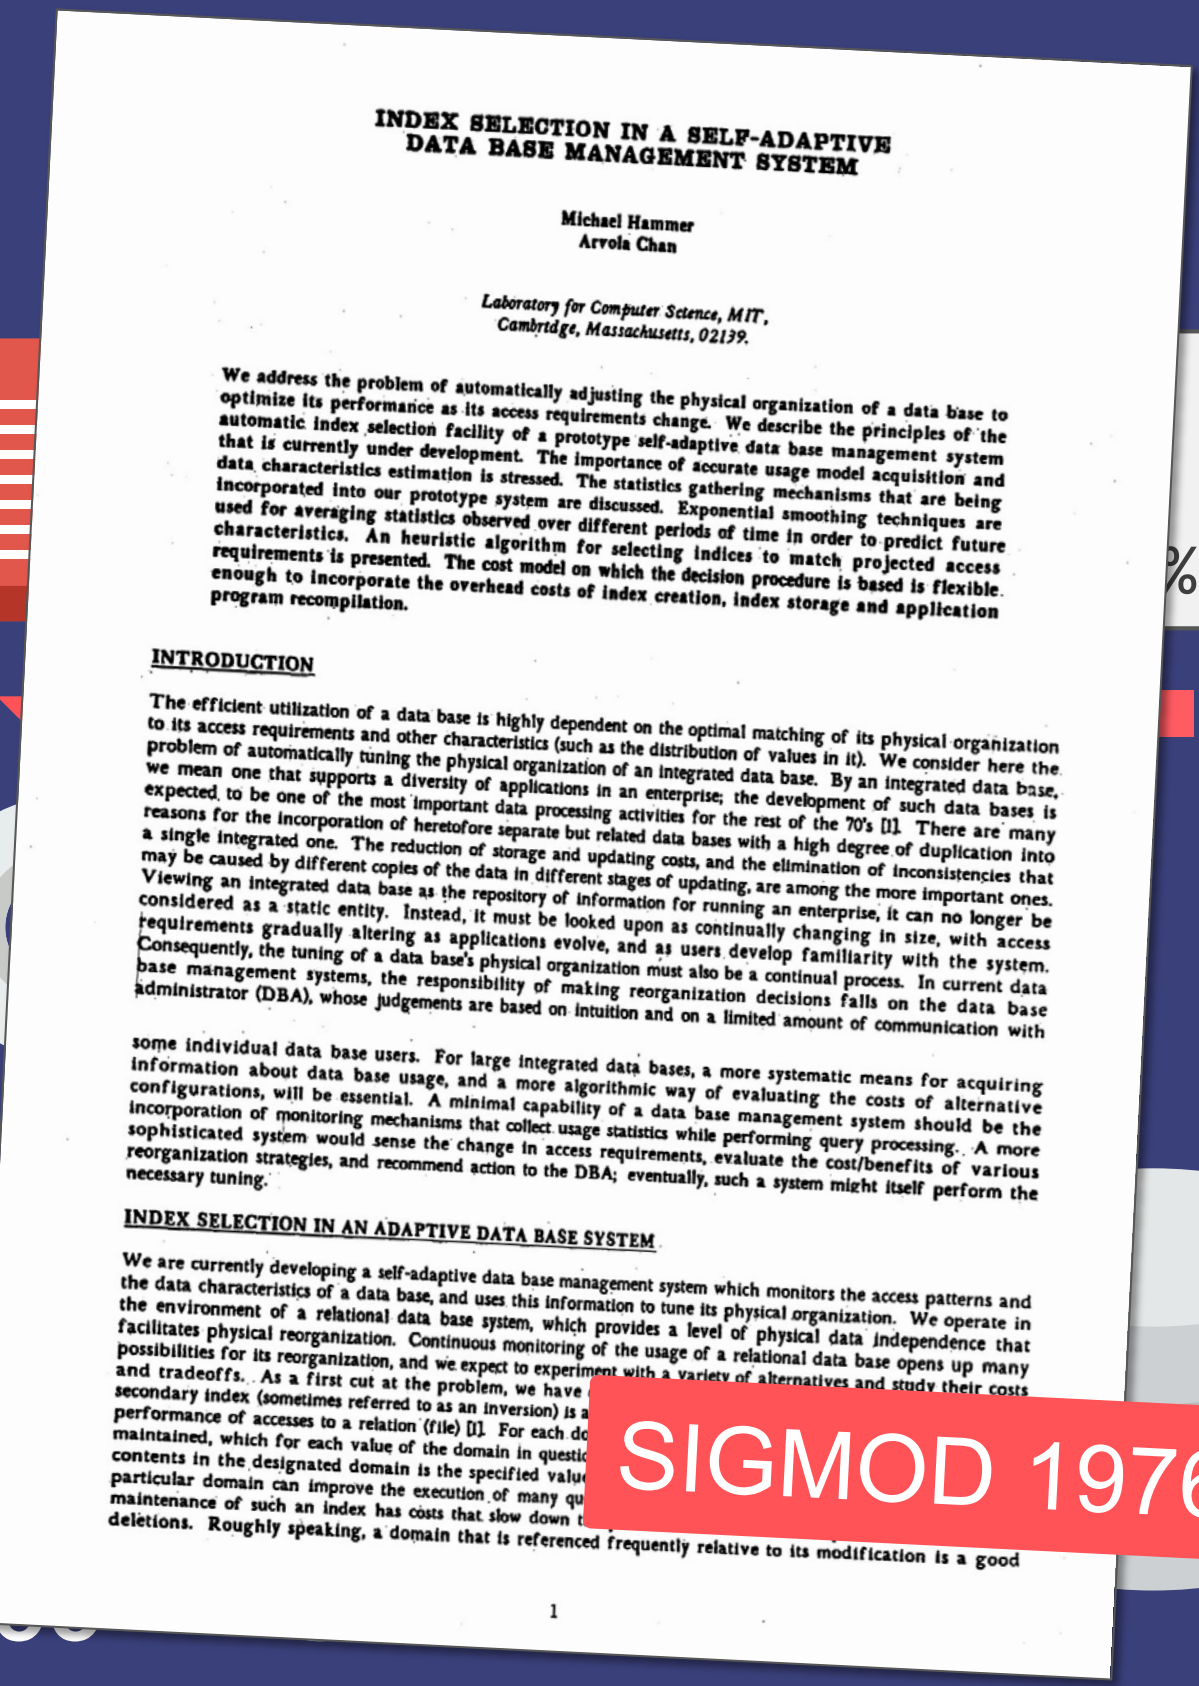 INDEX SELECTION IN A SELF-ADAPTIVE
DATA BASE MANAGEMENT SYSTEM
Michael Hammer
Arvola Chan
Laboratory for Computer Science, MIT,
Cambridge, Massachusetts, 02139.
We address the problem of automatically adjusting the physical organization of a data base to
optimize its performance as its access requirements change. We describe the principles of the
automatic index selection facility of a prototype self-adaptive data base management system
that is currently under development. The importance of accurate usage model acquisition and
data characteristics estimation is stressed. The statistics gathering mechanisms that are being
incorporated into our prototype system are discussed. Exponential smoothing techniques are
used for averaging statistics observed over different periods of time in order to predict future
characteristics. An heuristic algorithm for selecting indices to match projected access
requirements is presented. The cost model on which the decision procedure is based is flexible
enough to incorporate the overhead costs of index creation, index storage and application
program recompilation.
INTRODUCTION
The efficient utilization of a data base is highly dependent on the optimal matching of its physical organization
to its access requirements and other characteristics (such as the distribution of values in it). We consider here the
problem of automatically tuning the physical organization of an integrated data base. By an integrated data base,
we mean one that supports a diversity of applications in an enterprise; the development of such data bases is
expected to be one of the most important data processing activities for the rest of the 70's [1]. There are many
reasons for the incorporation of heretofore separate but related data bases with a high degree of duplication into
a single integrated one. The reduction of storage and updating costs, and the elimination of inconsistencies that
may be caused by different copies of the data in different stages of updating, are among the more important ones.
Viewing an integrated data base as the repository of information for running an enterprise, it can no longer be
considered as a static entity. Instead, it must be looked upon as continually changing in size, with access
requirements gradually altering as applications evolve, and as users develop familiarity with the system.
Consequently, the tuning of a data base's physical organization must also be a continual process. In current data
base management systems, the responsibility of making reorganization decisions falls on the data base
administrator (DBA), whose judgements are based on intuition and on a limited amount of communication with
some individual data base users. For large integrated data bases, a more systematic means for acquiring
information about data base usage, and a more algorithmic way of evaluating the costs of alternative
configurations, will be essential. A minimal capability of a data base management system should be the
incorporation of monitoring mechanisms that collect usage statistics while performing query processing. A more
sophisticated system would sense the change in access requirements, evaluate the cost/benefits of various
reorganization strategies, and recommend action to the DBA; eventually, such a system might itself perform the
necessary tuning.
INDEX SELECTION IN AN ADAPTIVE DATA BASE SYSTEM
We are currently developing a self-adaptive data base management system which monitors the access patterns and
the data characteristics of a data base, and uses this information to tune its physical organization. We operate in
the environment of a relational data base system, which provides a level of physical data independence that
facilitates physical reorganization. Continuous monitoring of the usage of a relational data base opens up many
possibilities for its reorganization, and we expect to experiment with a variety of alternatives and study their costs
and tradeoffs. As a first cut at the problem, we have
secondary index (sometimes referred to as an inversion) is a
performance of accesses to a relation (file) [1]. For each do
maintained, which for each value of the domain in questio
contents in the designated domain is the specified value
particular domain can improve the execution of many qu
maintenance of such an index has costs that slow down t
deletions. Roughly speaking, a domain that is referenced frequently relative to its modification is a good
SIGMOD 1976
1
%